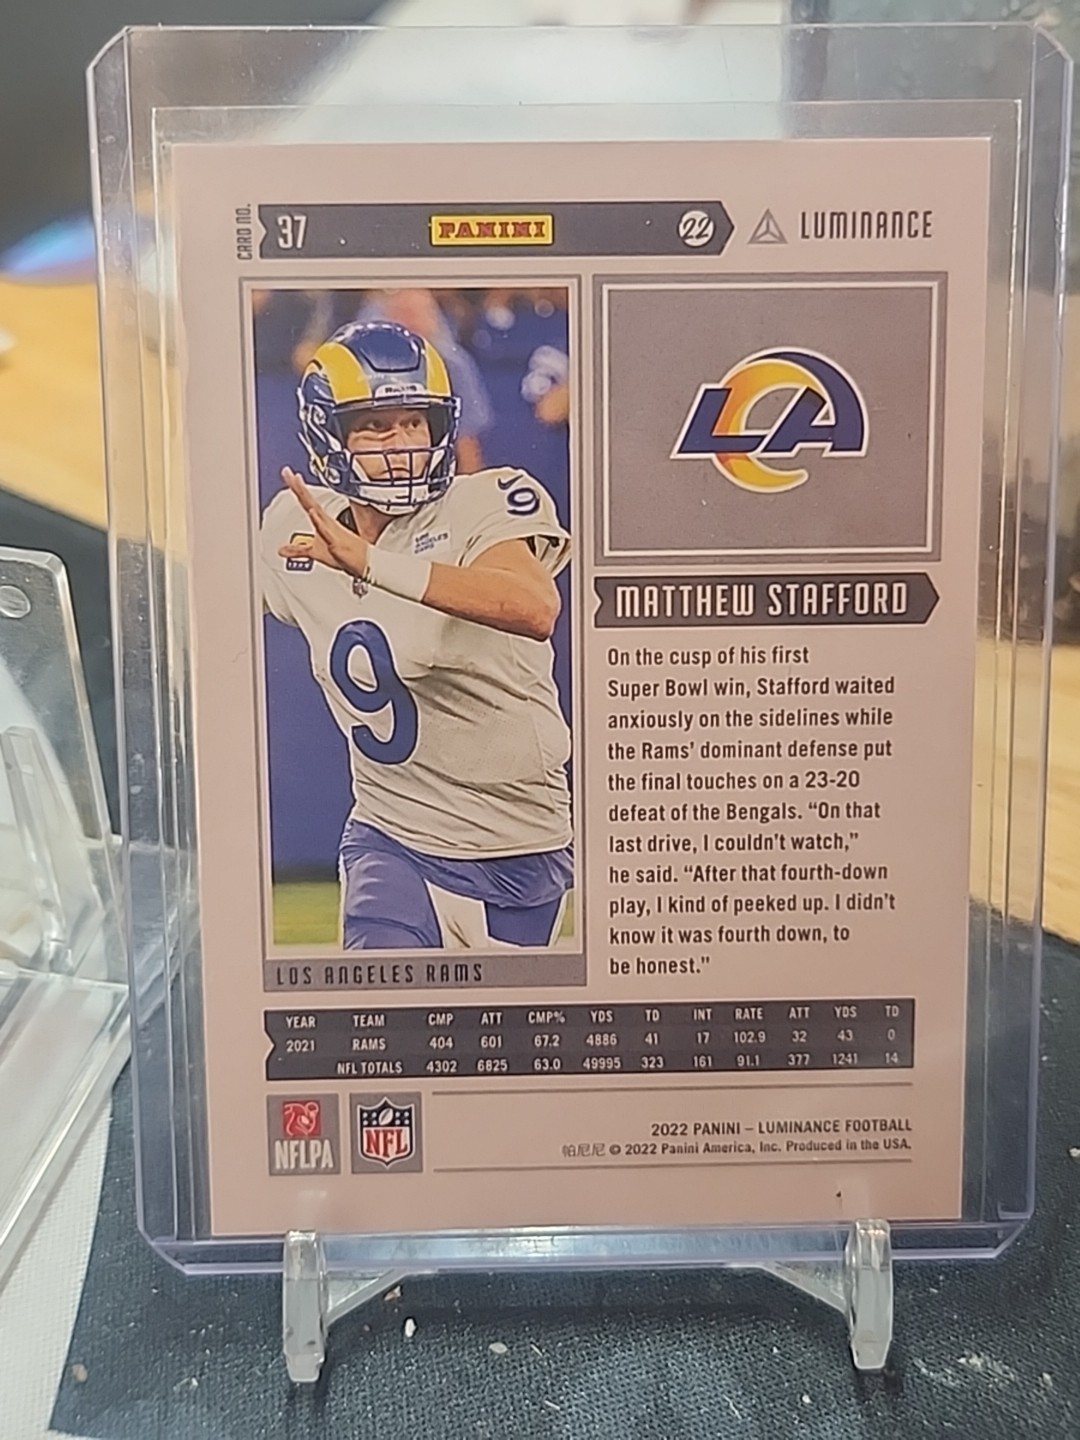 CARD NO.
37
PANINI
22
LUMINANCE
9
LOS ANGELES RAMS
9
LA
MATTHEW STAFFORD
On the cusp of his first
Super Bowl win, Stafford waited
anxiously on the sidelines while
the Rams' dominant defense put
the final touches on a 23-20
defeat of the Bengals. “On that
last drive, I couldn't watch,”
he said. “After that fourth-down
play, I kind of peeked up. I didn't
know it was fourth down, to
be honest.”
LOS ANGELES RAMS
YEAR TEAM CMP ATT CMP% YDS TD INT RATE ATT YDS TD
2021 RAMS 404 601 67.2 4886 41 17 102.9 32 43 0
NFL TOTALS 4302 6825 63.0 49995 323 161 91.1 377 1241 14
NFLPA
NFL
2022 PANINI – LUMINANCE FOOTBALL
帕尼尼 © 2022 Panini America, Inc. Produced in the USA.